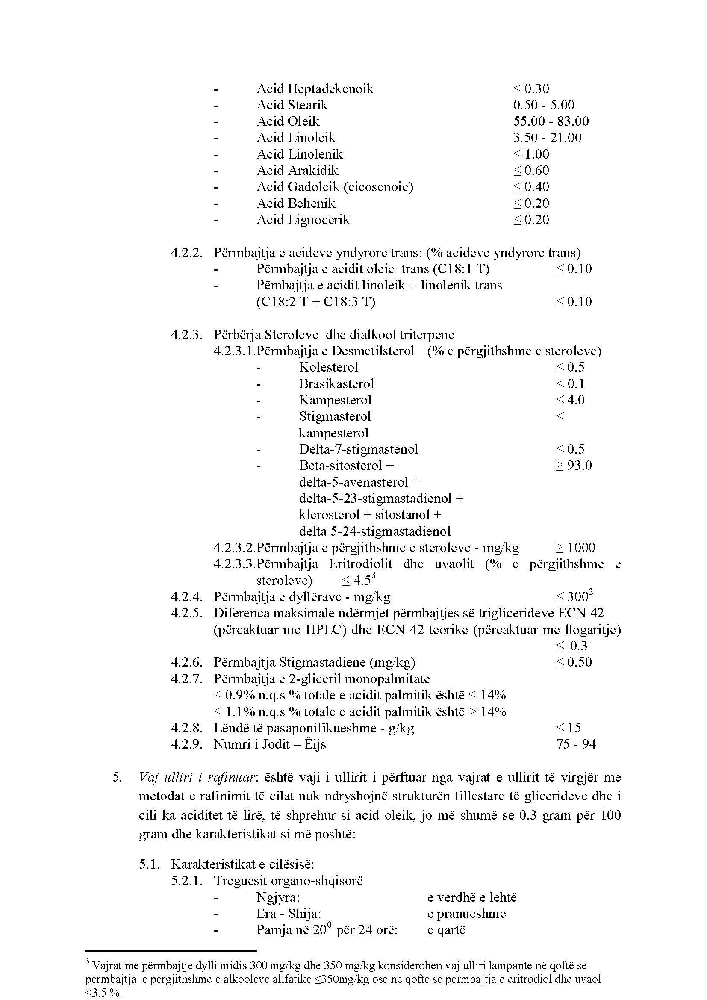 - Acid Heptadekenoik ≤ 0.30
- Acid Stearik 0.50 - 5.00
- Acid Oleik 55.00 - 83.00
- Acid Linoleik 3.50 - 21.00
- Acid Linolenik ≤ 1.00
- Acid Arakidik ≤ 0.60
- Acid Gadoleik (eicosenoic) ≤ 0.40
- Acid Behenik ≤ 0.20
- Acid Lignocerik ≤ 0.20
4.2.2. Përmbajtja e acideve yndyrore trans: (% acideve yndyrore trans)
- Përmbajtja e acidit oleic trans (C18:1 T) ≤ 0.10
- Pëmbajtja e acidit linoleik + linolenik trans
(C18:2 T + C18:3 T) ≤ 0.10
4.2.3. Përbërja Steroleve dhe dialkool triterpene
4.2.3.1.Përmbajtja e Desmetilsterol (% e përgjithshme e steroleve)
- Kolesterol ≤ 0.5
- Brasikasterol < 0.1
- Kampesterol ≤ 4.0
- Stigmasterol <
kampesterol
- Delta-7-stigmastenol ≤ 0.5
- Beta-sitosterol + ≥ 93.0
delta-5-avenasterol +
delta-5-23-stigmastadienol +
klerosterol + sitostanol +
delta 5-24-stigmastadienol
4.2.3.2.Përmbajtja e përgjithshme e steroleve - mg/kg ≥ 1000
4.2.3.3.Përmbajtja Eritrodiolit dhe uvaolit (% e përgjithshme e
steroleve) ≤ 4.5³
4.2.4. Përmbajtja e dyllërave - mg/kg ≤ 300²
4.2.5. Diferenca maksimale ndërmjet përmbajtjes së triglicerideve ECN 42
(përcaktuar me HPLC) dhe ECN 42 teorike (përcaktuar me llogaritje)
≤ |0.3|
4.2.6. Përmbajtja Stigmastadiene (mg/kg) ≤ 0.50
4.2.7. Përmbajtja e 2-gliceril monopalmitate
≤ 0.9% n.q.s % totale e acidit palmitik është ≤ 14%
≤ 1.1% n.q.s % totale e acidit palmitik është > 14%
4.2.8. Lëndë të pasaponifikueshme - g/kg ≤ 15
4.2.9. Numri i Jodit – Ëijs 75 - 94
5. Vaj ulliri i rafinuar: është vaji i ullirit i përftuar nga vajrat e ullirit të virgjër me
metodat e rafinimit të cilat nuk ndryshojnë strukturën fillestare të glicerideve dhe i
cili ka aciditet të lirë, të shprehur si acid oleik, jo më shumë se 0.3 gram për 100
gram dhe karakteristikat si më poshtë:
5.1. Karakteristikat e cilësisë:
5.2.1. Treguesit organo-shqisorë
- Ngjyra: e verdhë e lehtë
- Era - Shija: e pranueshme
- Pamja në 20⁰ për 24 orë: e qartë
³ Vajrat me përmbajtje dylli midis 300 mg/kg dhe 350 mg/kg konsiderohen vaj ulliri lampante në qoftë se
përmbajtja e përgjithshme e alkooleve alifatike ≤350mg/kg ose në qoftë se përmbajtja e eritrodiol dhe uvaol
≤3.5 %.